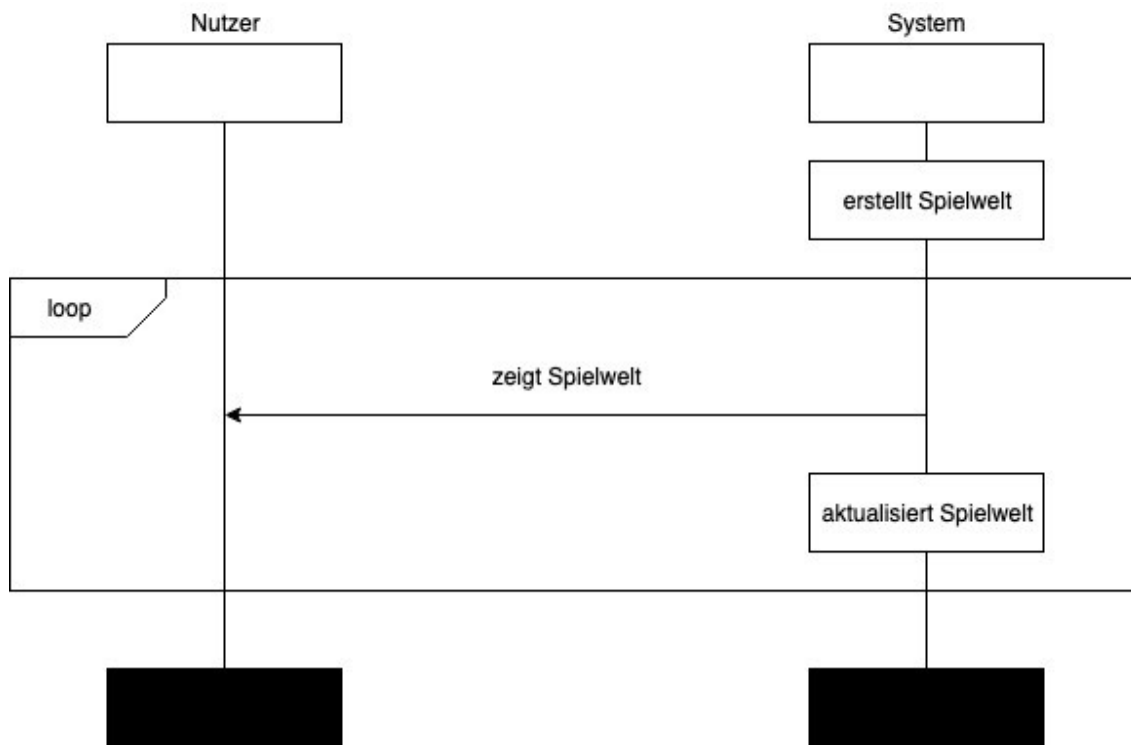 Nutzer
System
erstellt Spielwelt
loop
zeigt Spielwelt
aktualisiert Spielwelt